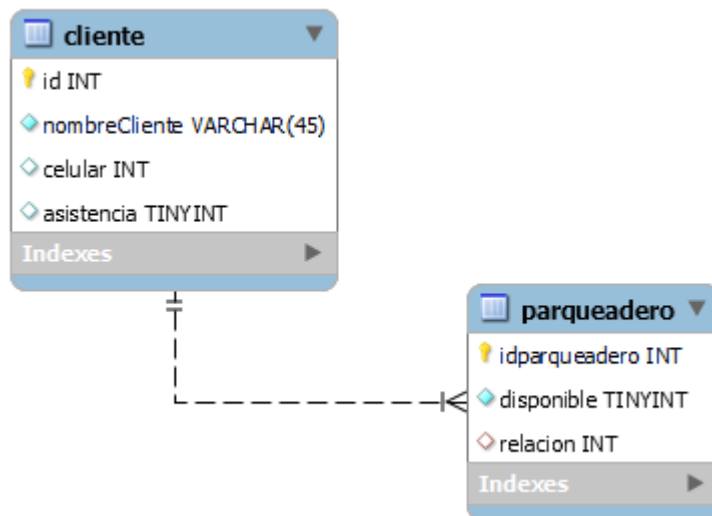 cliente
id INT
nombreCliente VARCHAR(45)
celular INT
asistencia TINYINT
Indexes
parqueadero
idparqueadero INT
disponible TINYINT
relacion INT
Indexes